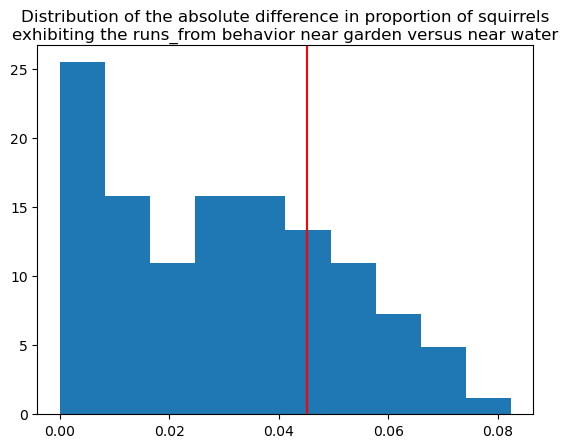 Distribution of the absolute difference in proportion of squirrels
exhibiting the runs_from behavior near garden versus near water
25
20
15
10
5
0
0.00 0.02 0.04 0.06 0.08